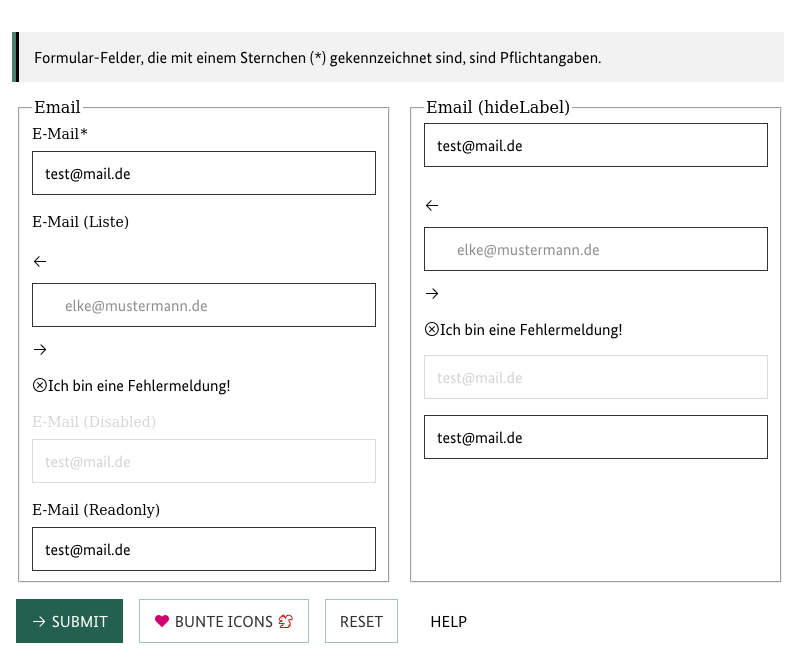 Formular-Felder, die mit einem Sternchen (*) gekennzeichnet sind, sind Pflichtangaben.
Email
E-Mail*
test@mail.de
E-Mail (Liste)
←
elke@mustermann.de
→
Ich bin eine Fehlermeldung!
E-Mail (Disabled)
test@mail.de
E-Mail (Readonly)
test@mail.de
Email (hideLabel)
test@mail.de
←
elke@mustermann.de
→
Ich bin eine Fehlermeldung!
test@mail.de
test@mail.de
→ SUBMIT
BUNTE ICONS
RESET
HELP